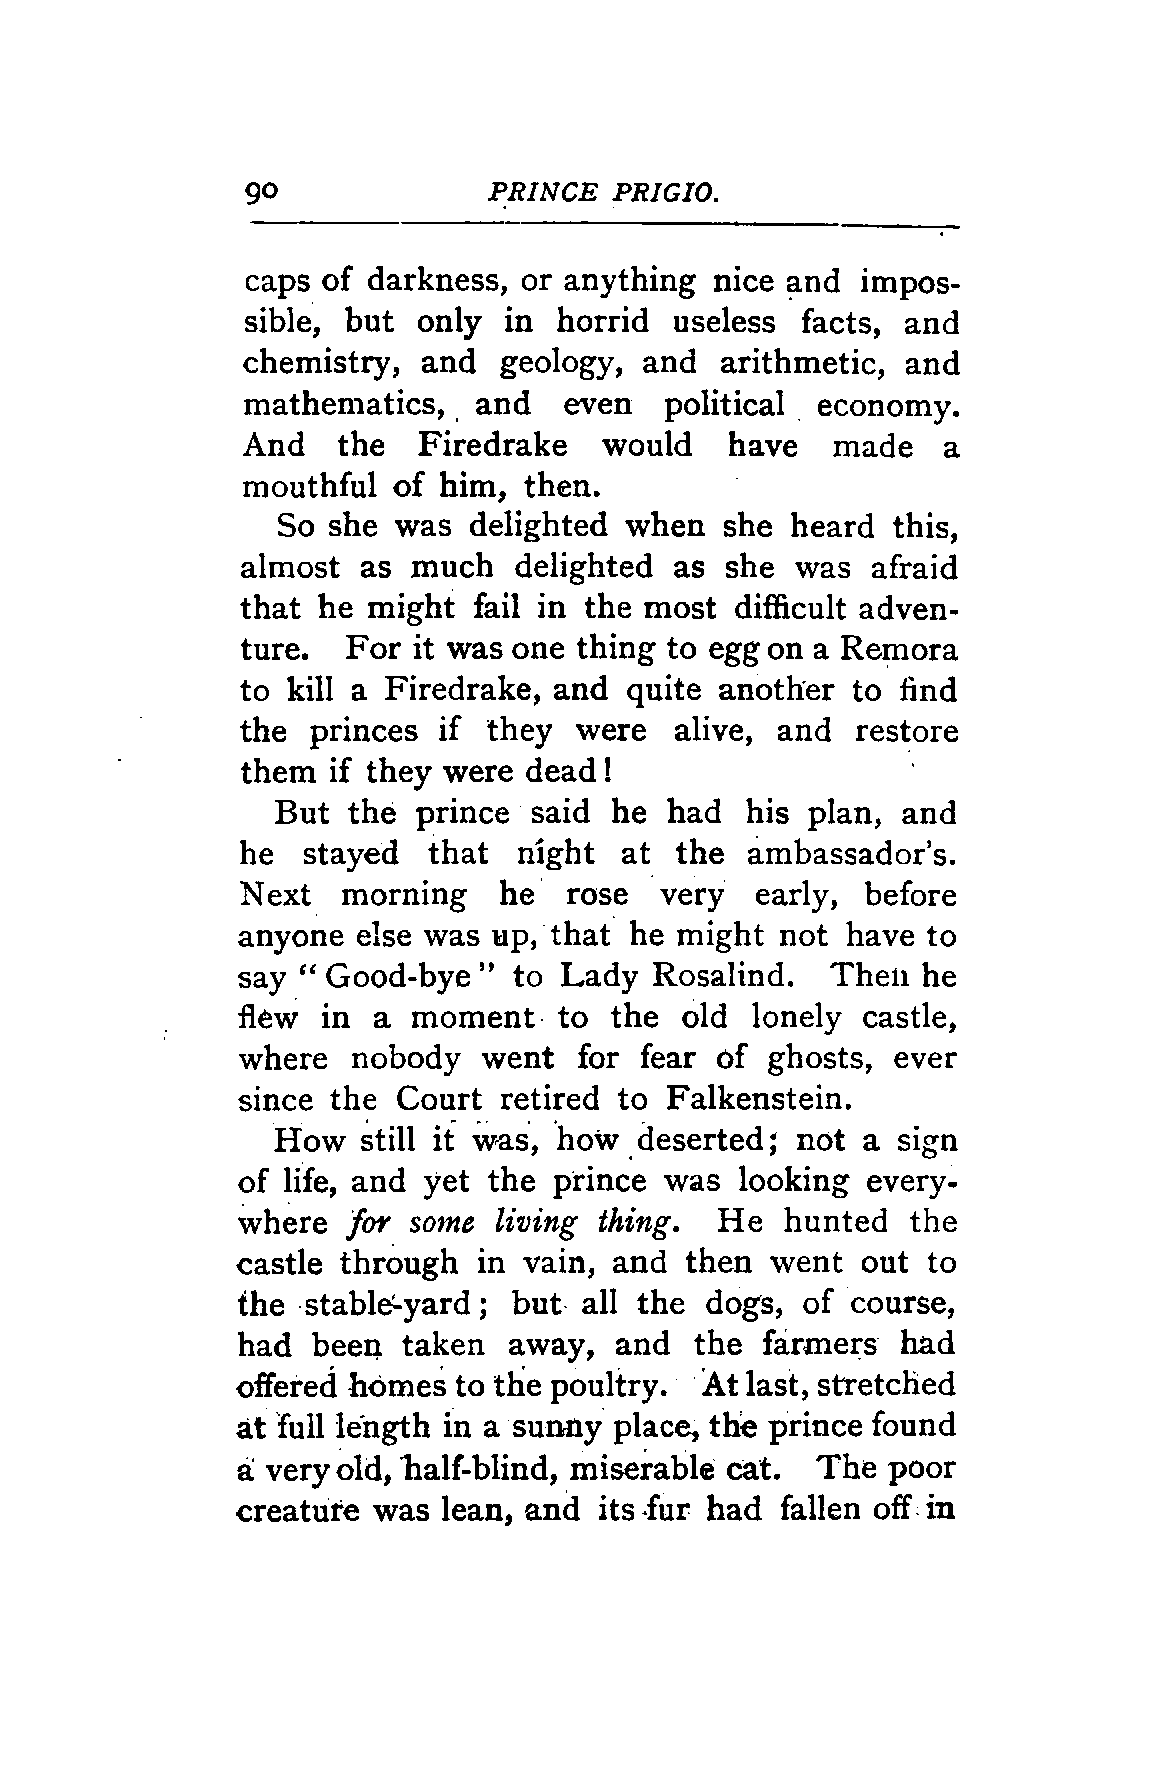 90 PRINCE PRIGIO.
caps of darkness, or anything nice and impos-
sible, but only in horrid useless facts, and
chemistry, and geology, and arithmetic, and
mathematics, and even political economy.
And the Firedrake would have made a
mouthful of him, then.
So she was delighted when she heard this,
almost as much delighted as she was afraid
that he might fail in the most difficult adven-
ture. For it was one thing to egg on a Remora
to kill a Firedrake, and quite another to find
the princes if they were alive, and restore
them if they were dead!
But the prince said he had his plan, and
he stayed that night at the ambassador's.
Next morning he rose very early, before
anyone else was up, that he might not have to
say "Good-bye" to Lady Rosalind. Then he
flew in a moment to the old lonely castle,
where nobody went for fear of ghosts, ever
since the Court retired to Falkenstein.
How still it was, how deserted; not a sign
of life, and yet the prince was looking every-
where for some living thing. He hunted the
castle through in vain, and then went out to
the stable-yard; but all the dogs, of course,
had been taken away, and the farmers had
offered homes to the poultry. At last, stretched
at full length in a sunny place, the prince found
a very old, half-blind, miserable cat. The poor
creature was lean, and its fur had fallen off in